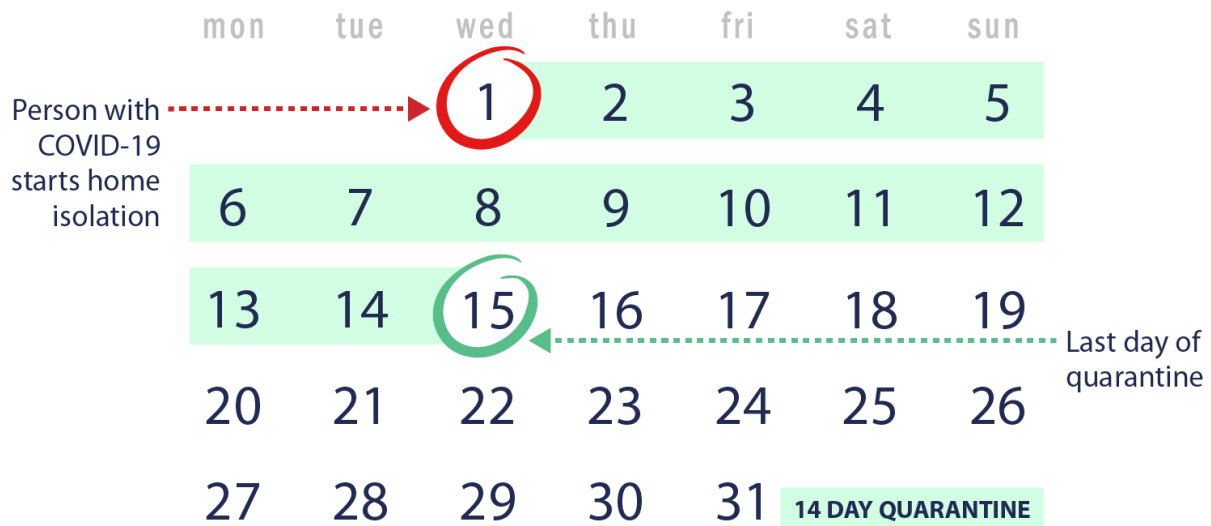 mon tue wed thu fri sat sun
1 2 3 4 5
Person with
COVID-19
starts home
isolation
6 7 8 9 10 11 12
13 14 15 16 17 18 19
Last day of
quarantine
20 21 22 23 24 25 26
27 28 29 30 31
14 DAY QUARANTINE